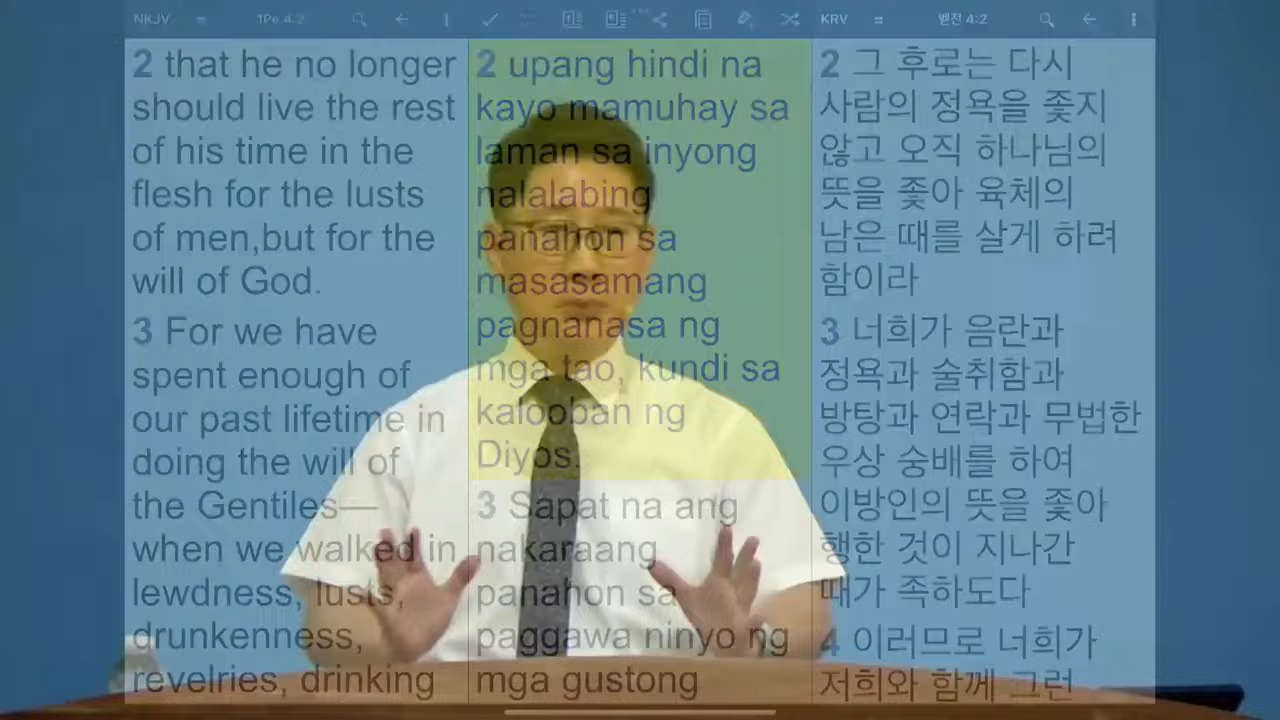 NKJV
1Pe 4:2
KRV
벧전 4:2
2 that he no longer
should live the rest
of his time in the
flesh for the lusts
of men,but for the
will of God.
3 For we have
spent enough of
our past lifetime in
doing the will of
the Gentiles—
when we walked in
lewdness, lusts,
drunkenness,
revelries, drinking
2 upang hindi na
kayo mamuhay sa
laman sa inyong
nalalabing
panahon sa
masasamang
pagnanasa ng
mga tao, kundi sa
kalooban ng
Diyos.
3 Sapat na ang
nakaraang
panahon sa
paggawa ninyo ng
mga gustong
2 그 후로는 다시
사람의 정욕을 좇지
않고 오직 하나님의
뜻을 좇아 육체의
남은 때를 살게 하려
함이라
3 너희가 음란과
정욕과 술취함과
방탕과 연락과 무법한
우상 숭배를 하여
이방인의 뜻을 좇아
행한 것이 지나간
때가 족하도다
4 이러므로 너희가
저희와 함께 그런